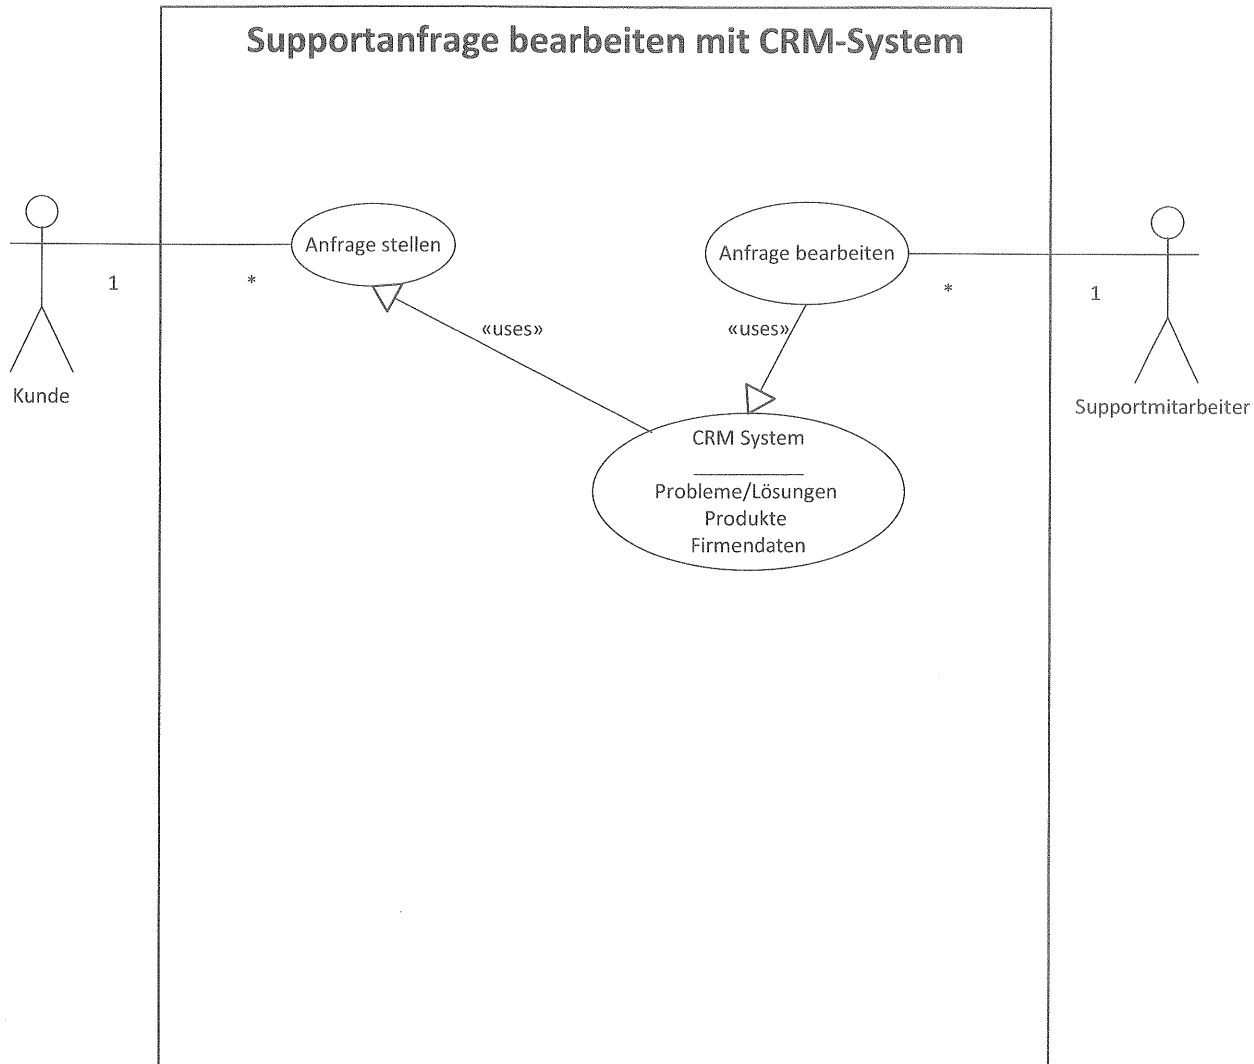 Supportanfrage bearbeiten mit CRM-System
Anfrage stellen
Anfrage bearbeiten
1
*
*
1
«uses»
«uses»
Kunde
Supportmitarbeiter
CRM System
Probleme/Lösungen
Produkte
Firmendaten